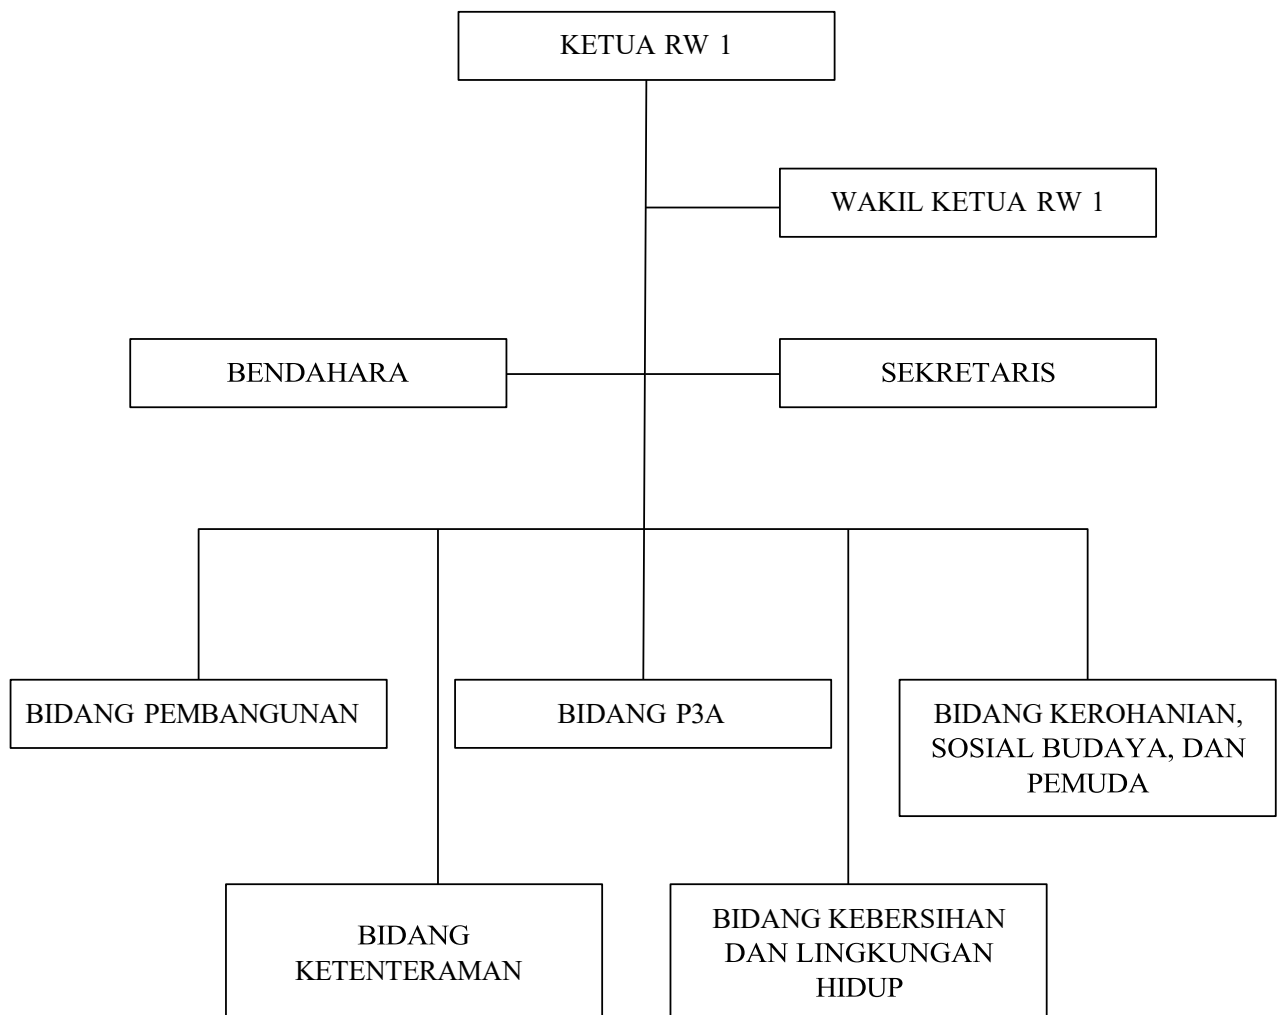 KETUA RW 1
WAKIL KETUA RW 1
BENDAHARA
SEKRETARIS
BIDANG PEMBANGUNAN
BIDANG P3A
BIDANG KEROHANIAN,
SOSIAL BUDAYA, DAN
PEMUDA
BIDANG
KETENTERAMAN
BIDANG KEBERSIHAN
DAN LINGKUNGAN
HIDUP